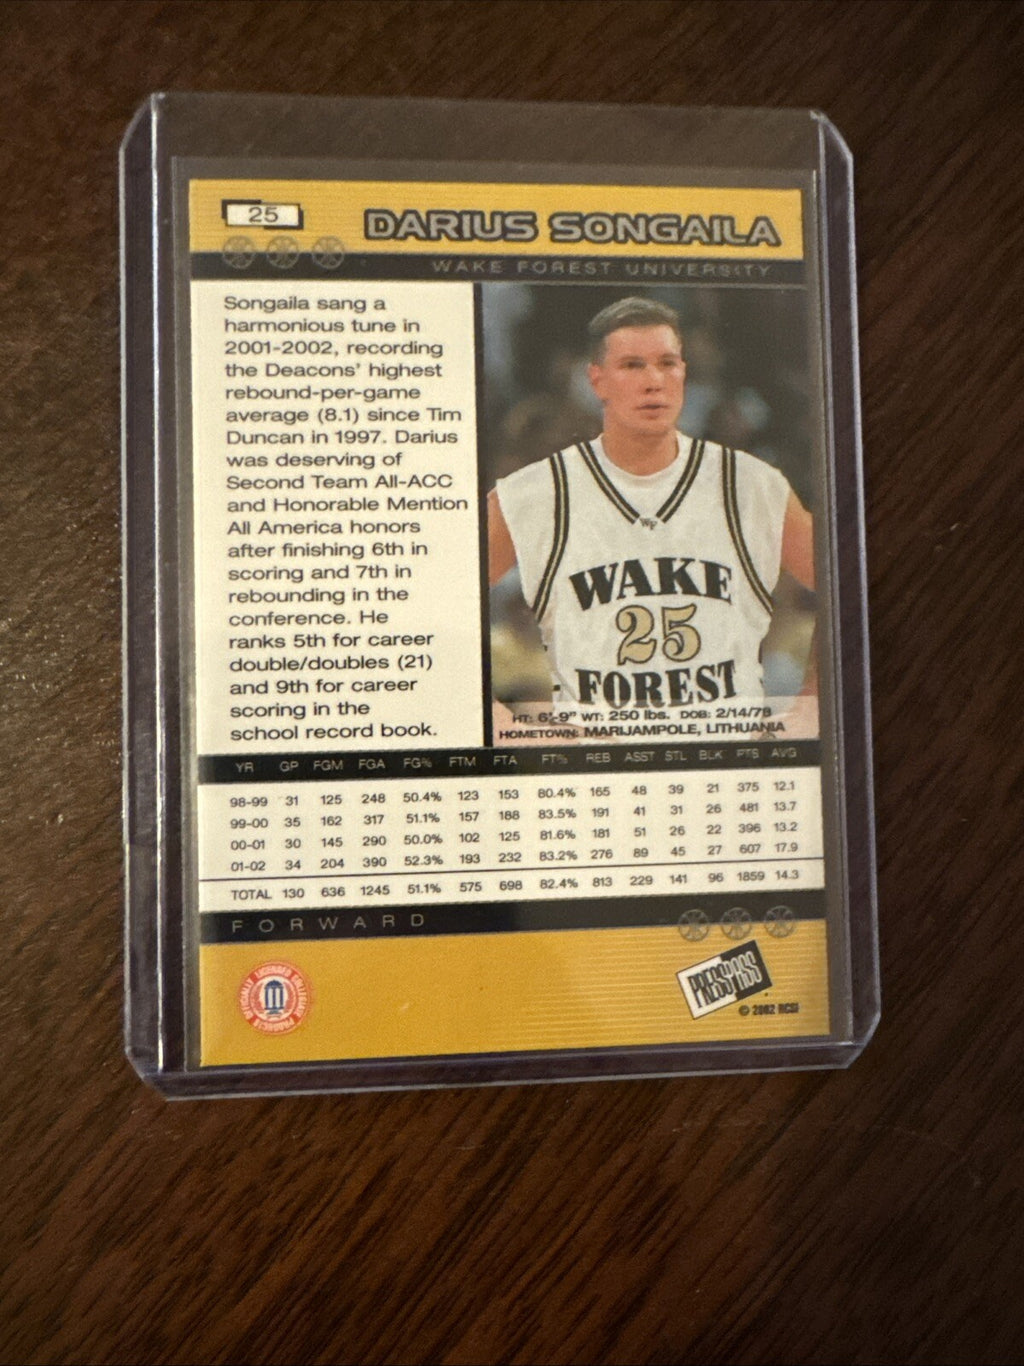 25
DARIUS SONGAILA
WAKE FOREST UNIVERSITY
Songaila sang a
harmonious tune in
2001-2002, recording
the Deacons' highest
rebound-per-game
average (8.1) since Tim
Duncan in 1997. Darius
was deserving of
Second Team All-ACC
and Honorable Mention
All America honors
after finishing 6th in
scoring and 7th in
rebounding in the
conference. He
ranks 5th for career
double/doubles (21)
and 9th for career
scoring in the
school record book.
WF
WAKE
25
FOREST
HT: 6'-9" WT: 250 lbs. DOB: 2/14/78
HOMETOWN: MARIJAMPOLE, LITHUANIA
YR GP FGM FGA FG% FTM FTA FT% REB ASST STL BLK PTS AVG
98-99 31 125 248 50.4% 123 153 80.4% 165 48 39 21 375 12.1
99-00 35 162 317 51.1% 157 188 83.5% 191 41 31 26 481 13.7
00-01 30 145 290 50.0% 102 125 81.6% 181 51 26 22 396 13.2
01-02 34 204 390 52.3% 193 232 83.2% 276 89 45 27 607 17.9
TOTAL 130 636 1245 51.1% 575 698 82.4% 813 229 141 96 1859 14.3
FORWARD
OFFICIALLY LICENSED COLLEGIATE PRODUCTS
PRESS PASS
© 2002 RCSI